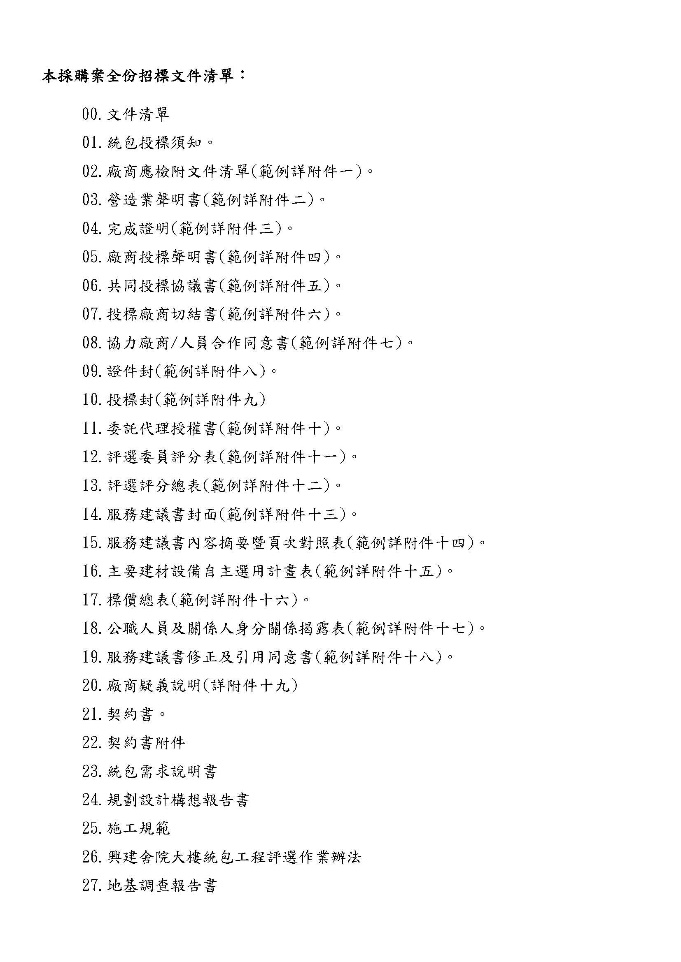 本採購案全份招標文件清單：
00.文件清單
01.統包投標須知。
02.廠商應檢附文件清單(範例詳附件一)。
03.營造業聲明書(範例詳附件二)。
04.完成證明(範例詳附件三)。
05.廠商投標聲明書(範例詳附件四)。
06.共同投標協議書(範例詳附件五)。
07.投標廠商切結書(範例詳附件六)。
08.協力廠商/人員合作同意書(範例詳附件七)。
09.證件封(範例詳附件八)。
10.投標封(範例詳附件九)
11.委託代理授權書(範例詳附件十)。
12.評選委員評分表(範例詳附件十一)。
13.評選評分總表(範例詳附件十二)。
14.服務建議書封面(範例詳附件十三)。
15.服務建議書內容摘要暨頁次對照表(範例詳附件十四)。
16.主要建材設備自主選用計畫表(範例詳附件十五)。
17.標價總表(範例詳附件十六)。
18.公職人員及關係人身分關係揭露表(範例詳附件十七)。
19.服務建議書修正及引用同意書(範例詳附件十八)。
20.廠商疑義說明(詳附件十九)
21.契約書。
22.契約書附件
23.統包需求說明書
24.規劃設計構想報告書
25.施工規範
26.興建舍院大樓統包工程評選作業辦法
27.地基調查報告書